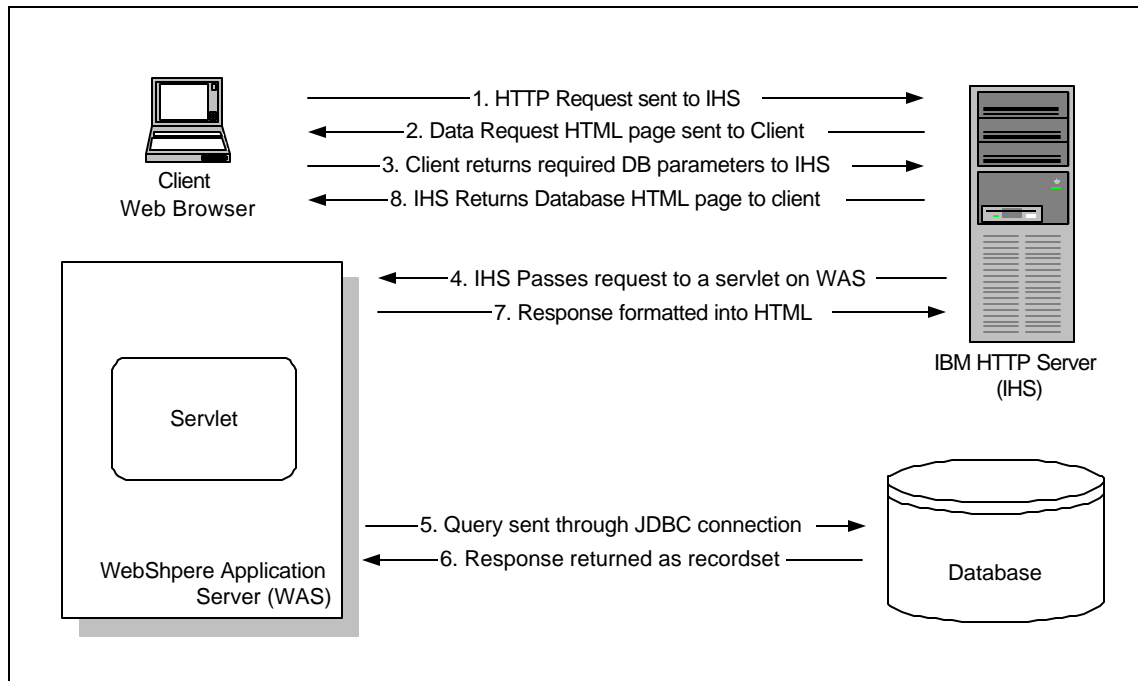 1. HTTP Request sent to IHS
2. Data Request HTML page sent to Client
3. Client returns required DB parameters to IHS
8. IHS Returns Database HTML page to client
Client
Web Browser
4. IHS Passes request to a servlet on WAS
7. Response formatted into HTML
IBM HTTP Server
(IHS)
Servlet
5. Query sent through JDBC connection
6. Response returned as recordset
WebShpere Application
Server (WAS)
Database